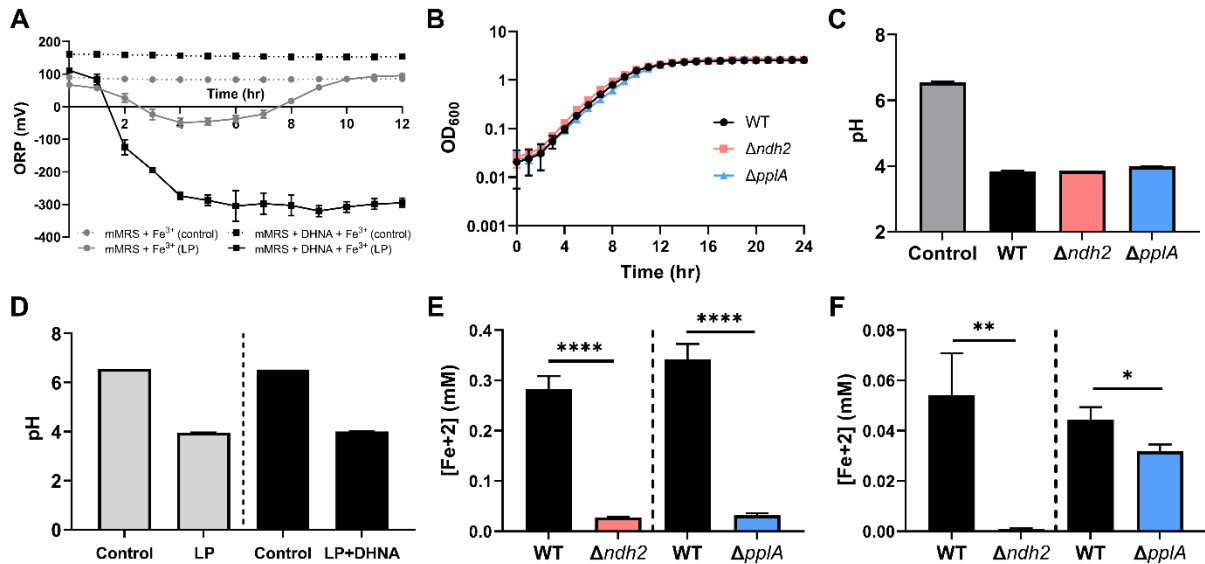 A
200
100
0
-100
-200
-300
-400
ORP (mV)
Time (hr)
2 4 6 8 10 12
mMRS + Fe³⁺ (control)
mMRS + DHNA + Fe³⁺ (control)
mMRS + Fe³⁺ (LP)
mMRS + DHNA + Fe³⁺ (LP)
B
10
1
0.1
0.01
0.001
OD₆₀₀
WT
Δndh2
ΔpplA
0 4 8 12 16 20 24
Time (hr)
C
8
6
4
2
pH
Control WT Δndh2 ΔpplA
D
8
6
4
2
0
pH
Control LP Control LP+DHNA
E
0.4
0.3
0.2
0.1
0.0
[Fe+2] (mM)
**** ****
WT Δndh2 WT ΔpplA
F
0.08
0.06
0.04
0.02
0.00
[Fe+2] (mM)
** *
WT Δndh2 WT ΔpplA